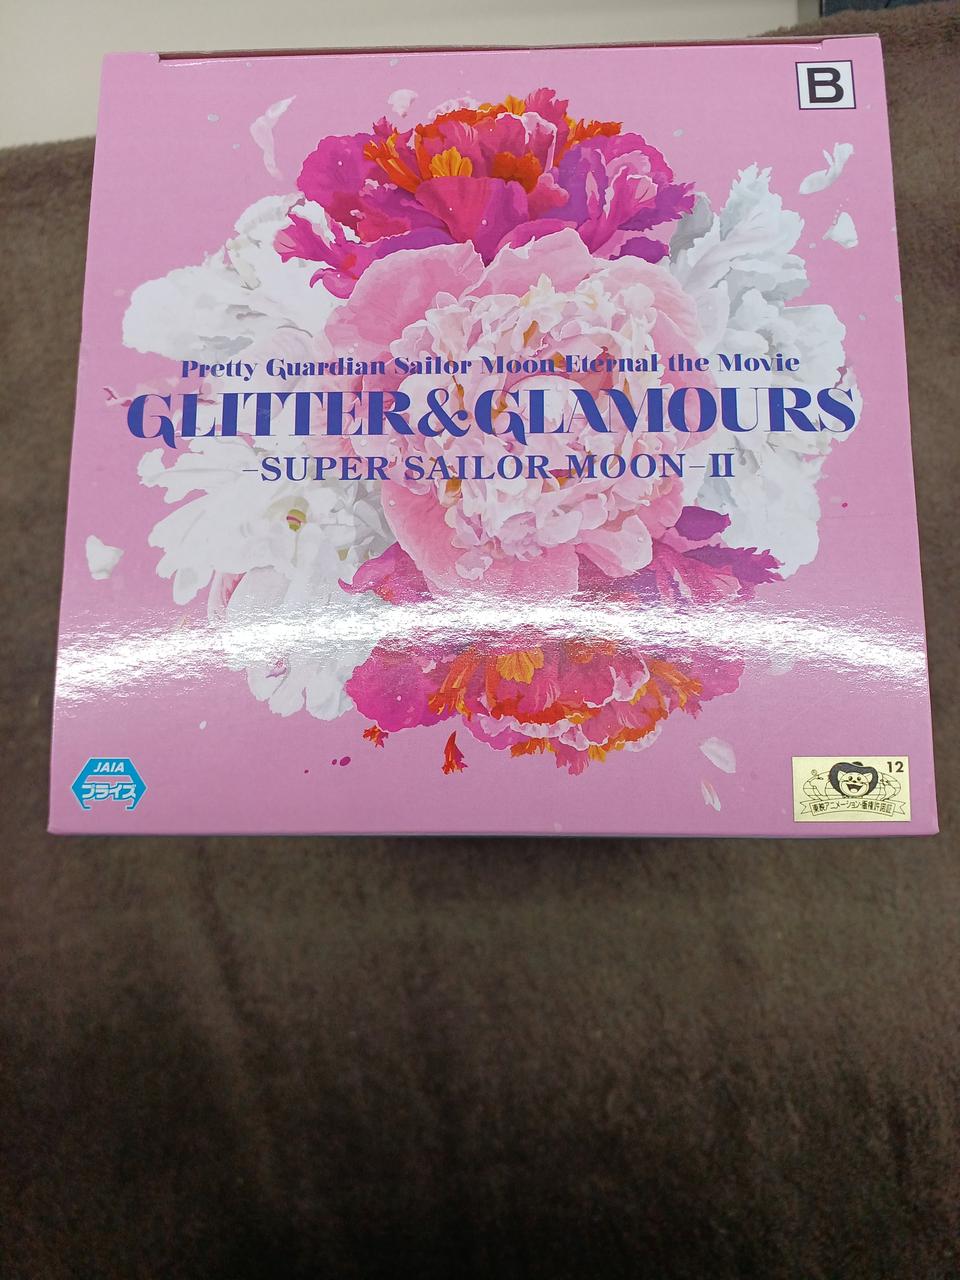 B
Pretty Guardian Sailor Moon Eternal the Movie
GLITTER&GLAMOURS
-SUPER SAILOR MOON-II
JAIA
プライズ
12
東映アニメーション・版権許諾証